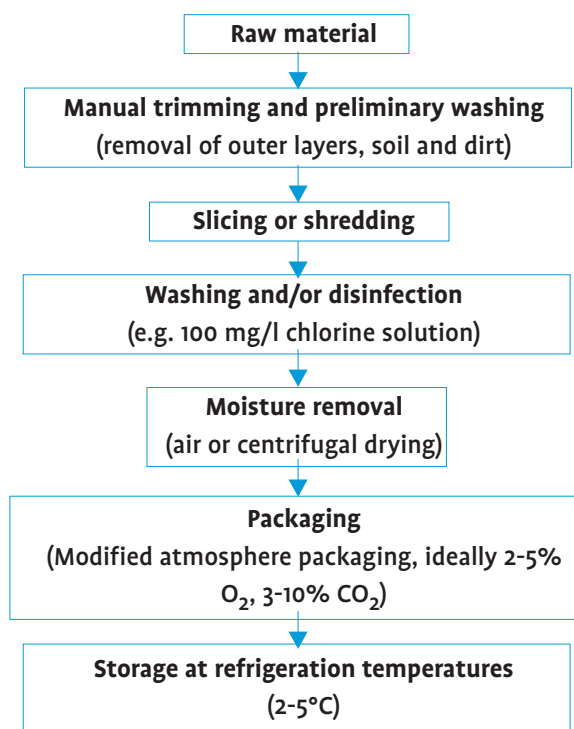 Raw material
Manual trimming and preliminary washing
(removal of outer layers, soil and dirt)
Slicing or shredding
Washing and/or disinfection
(e.g. 100 mg/l chlorine solution)
Moisture removal
(air or centrifugal drying)
Packaging
(Modified atmosphere packaging, ideally 2-5%
O₂, 3-10% CO₂)
Storage at refrigeration temperatures
(2-5°C)